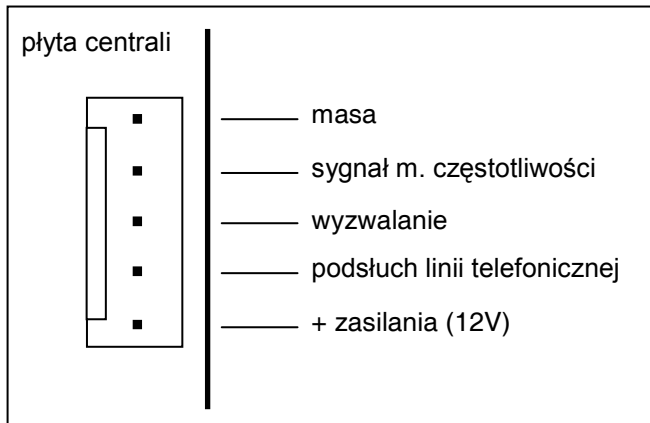 płyta centrali
masa
sygnał m. częstotliwości
wyzwalanie
podsłuch linii telefonicznej
+ zasilania (12V)